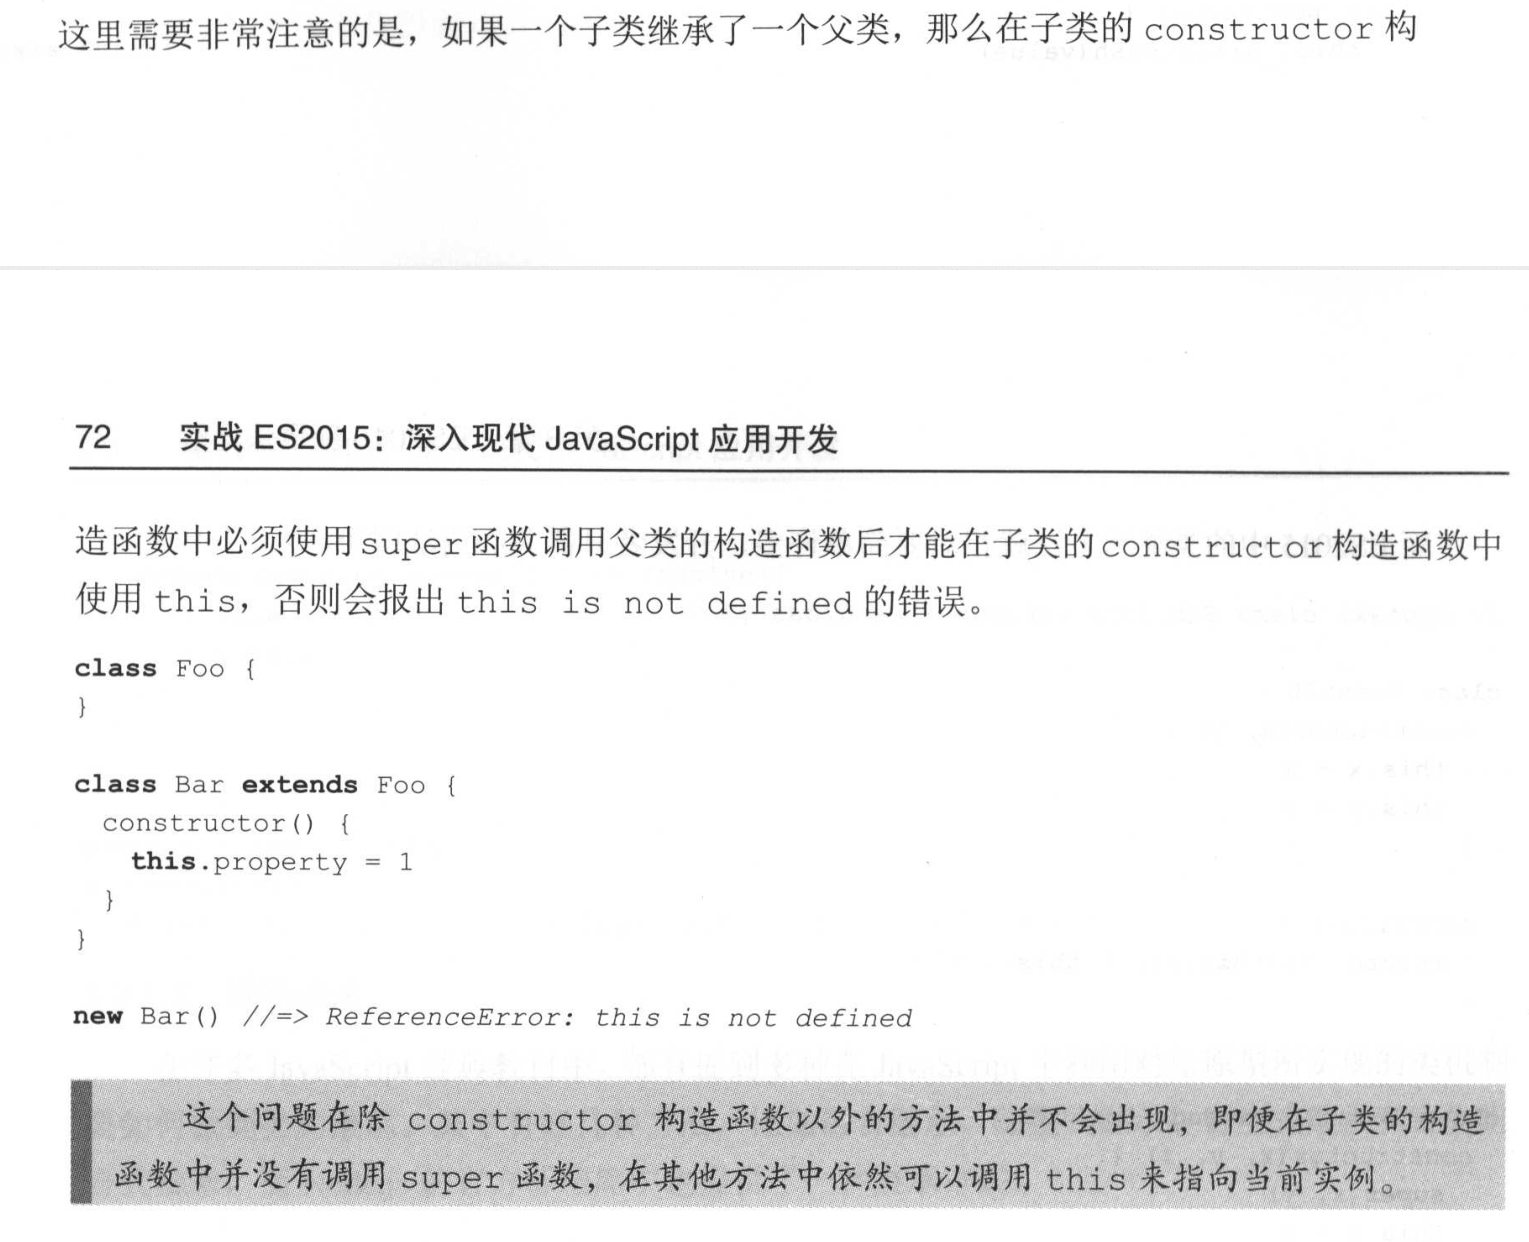 这里需要非常注意的是，如果一个子类继承了一个父类，那么在子类的 constructor 构
72 实战 ES2015：深入现代 JavaScript 应用开发
造函数中必须使用 super 函数调用父类的构造函数后才能在子类的 constructor 构造函数中
使用 this，否则会报出 this is not defined 的错误。
class Foo {
}
class Bar extends Foo {
constructor() {
this.property = 1
}
}
new Bar() //=> ReferenceError: this is not defined
这个问题在除 constructor 构造函数以外的方法中并不会出现，即便在子类的构造
函数中并没有调用 super 函数，在其他方法中依然可以调用 this 来指向当前实例。